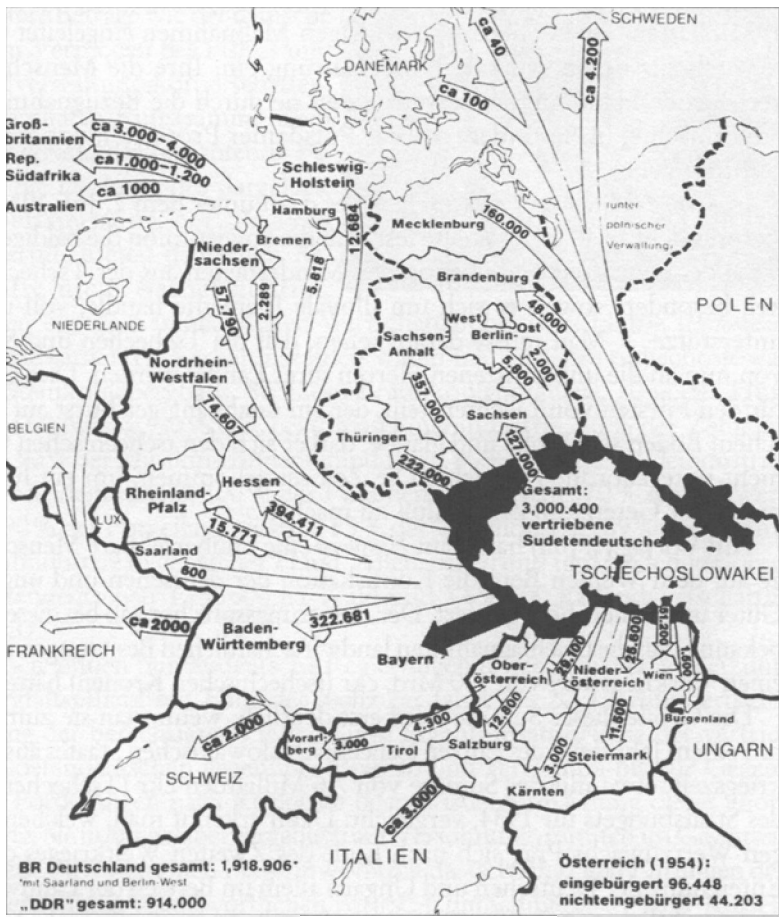 SCHWEDEN
ca 40
ca 4.200
DÄNEMARK
ca 100
Groß-
britannien
ca 3.000-4.000
Rep.
Südafrika
ca 1.000-1.200
Australien
ca 1000
Schleswig-
Holstein
Hamburg
12.684
Mecklenburg
160.000
(unter
polnischer
Verwaltung)
Bremen
Nieder-
sachsen
5.818
2.289
57.790
Brandenburg
48.000
POLEN
NIEDERLANDE
West
Berlin-
Ost
Sachsen-
Anhalt
5.800
2.000
357.000
Nordrhein-
Westfalen
4.607
BELGIEN
Sachsen
127.000
Thüringen
222.000
Hessen
394.411
Rheinland-
Pfalz
15.771
LUX
Saarland
600
Gesamt:
3,000.400
vertriebene
Sudetendeutsche
TSCHECHOSLOWAKEI
322.681
ca 2000
FRANKREICH
Baden-
Württemberg
Bayern
Ober-
österreich
Nieder
österreich
Wien
Burgenland
UNGARN
ca 2.000
Vorarl-
berg
3.000
4.300
Tirol
Salzburg
11.500
Steiermark
3.000
Kärnten
SCHWEIZ
ca 3.000
ITALIEN
BR Deutschland gesamt: 1,918.906*
*mit Saarland und Berlin-West
„DDR" gesamt: 914.000
Österreich (1954):
eingebürgert 96.448
nichteingebürgert 44.203